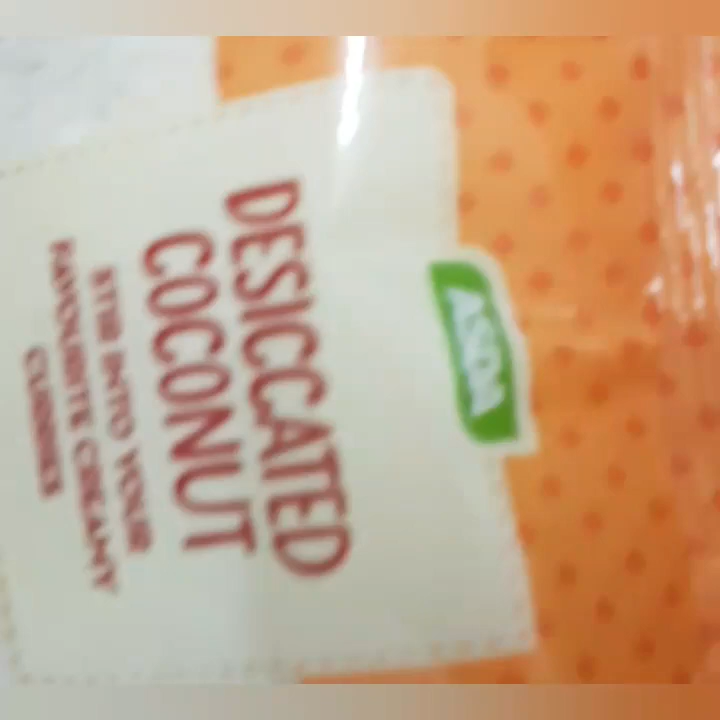 ASDA
DESICCATED
COCONUT
STIR INTO YOUR
FAVOURITE CREAMY
CURRIES